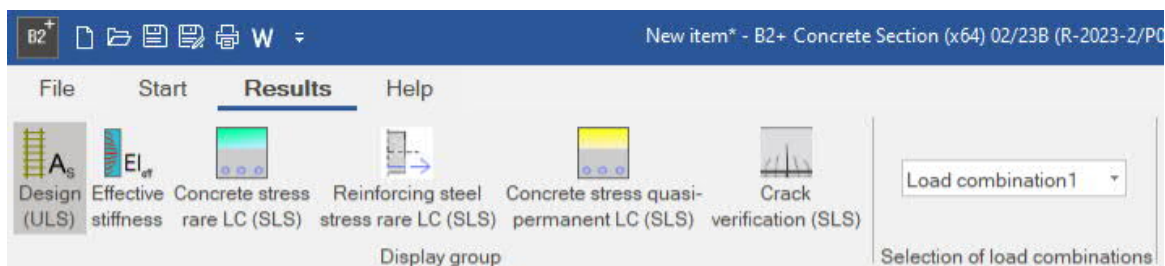 B2+ W New item* - B2+ Concrete Section (x64) 02/23B (R-2023-2/P0
File Start Results Help
As EIeff
Design Effective Concrete stress Reinforcing steel Concrete stress quasi- Crack Load combination1
(ULS) stiffness rare LC (SLS) stress rare LC (SLS) permanent LC (SLS) verification (SLS)
Display group Selection of load combinations